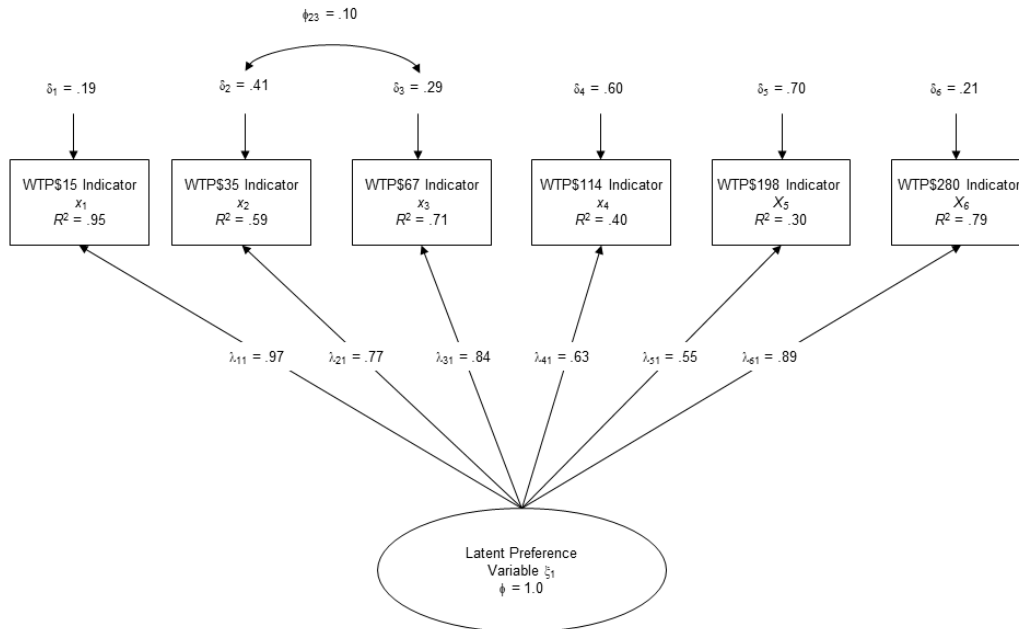 ϕ₂₃ = .10
δ₁ = .19
δ₂ = .41
δ₃ = .29
δ₄ = .60
δ₅ = .70
δ₆ = .21
WTP$15 Indicator
x₁
R² = .95
WTP$35 Indicator
x₂
R² = .59
WTP$67 Indicator
x₃
R² = .71
WTP$114 Indicator
x₄
R² = .40
WTP$198 Indicator
X₅
R² = .30
WTP$280 Indicator
X₆
R² = .79
λ₁₁ = .97
λ₂₁ = .77
λ₃₁ = .84
λ₄₁ = .63
λ₅₁ = .55
λ₆₁ = .89
Latent Preference
Variable ξ₁
ϕ = 1.0